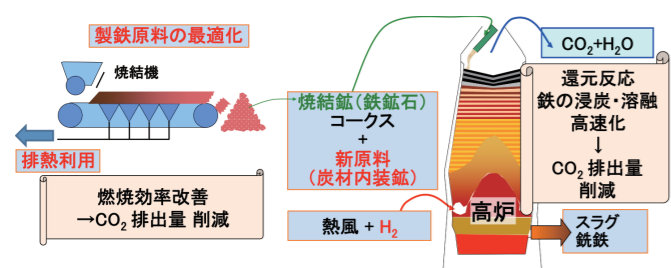 製鉄原料の最適化
焼結機
排熱利用
燃焼効率改善
→CO2 排出量 削減
焼結鉱(鉄鉱石)
コークス
+
新原料
(炭材内装鉱)
熱風 + H2
高炉
CO2+H2O
還元反応
鉄の浸炭・溶融
高速化
↓
CO2 排出量
削減
スラグ
銑鉄